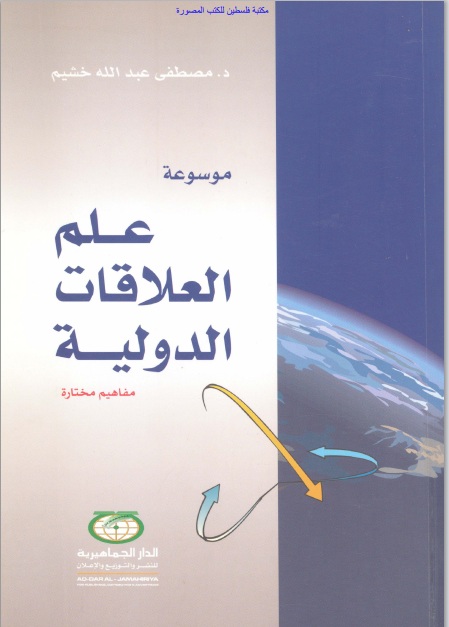 مكتبة فلسطين للكتب المصورة
د. مصطفى عبد الله خشيم
موسوعة
علم
العلاقات
الدولية
مفاهيم مختارة
الدار الجماهيرية
للنشر والتوزيع والإعلان
AD-DAR AL-JAMAHIRIYA